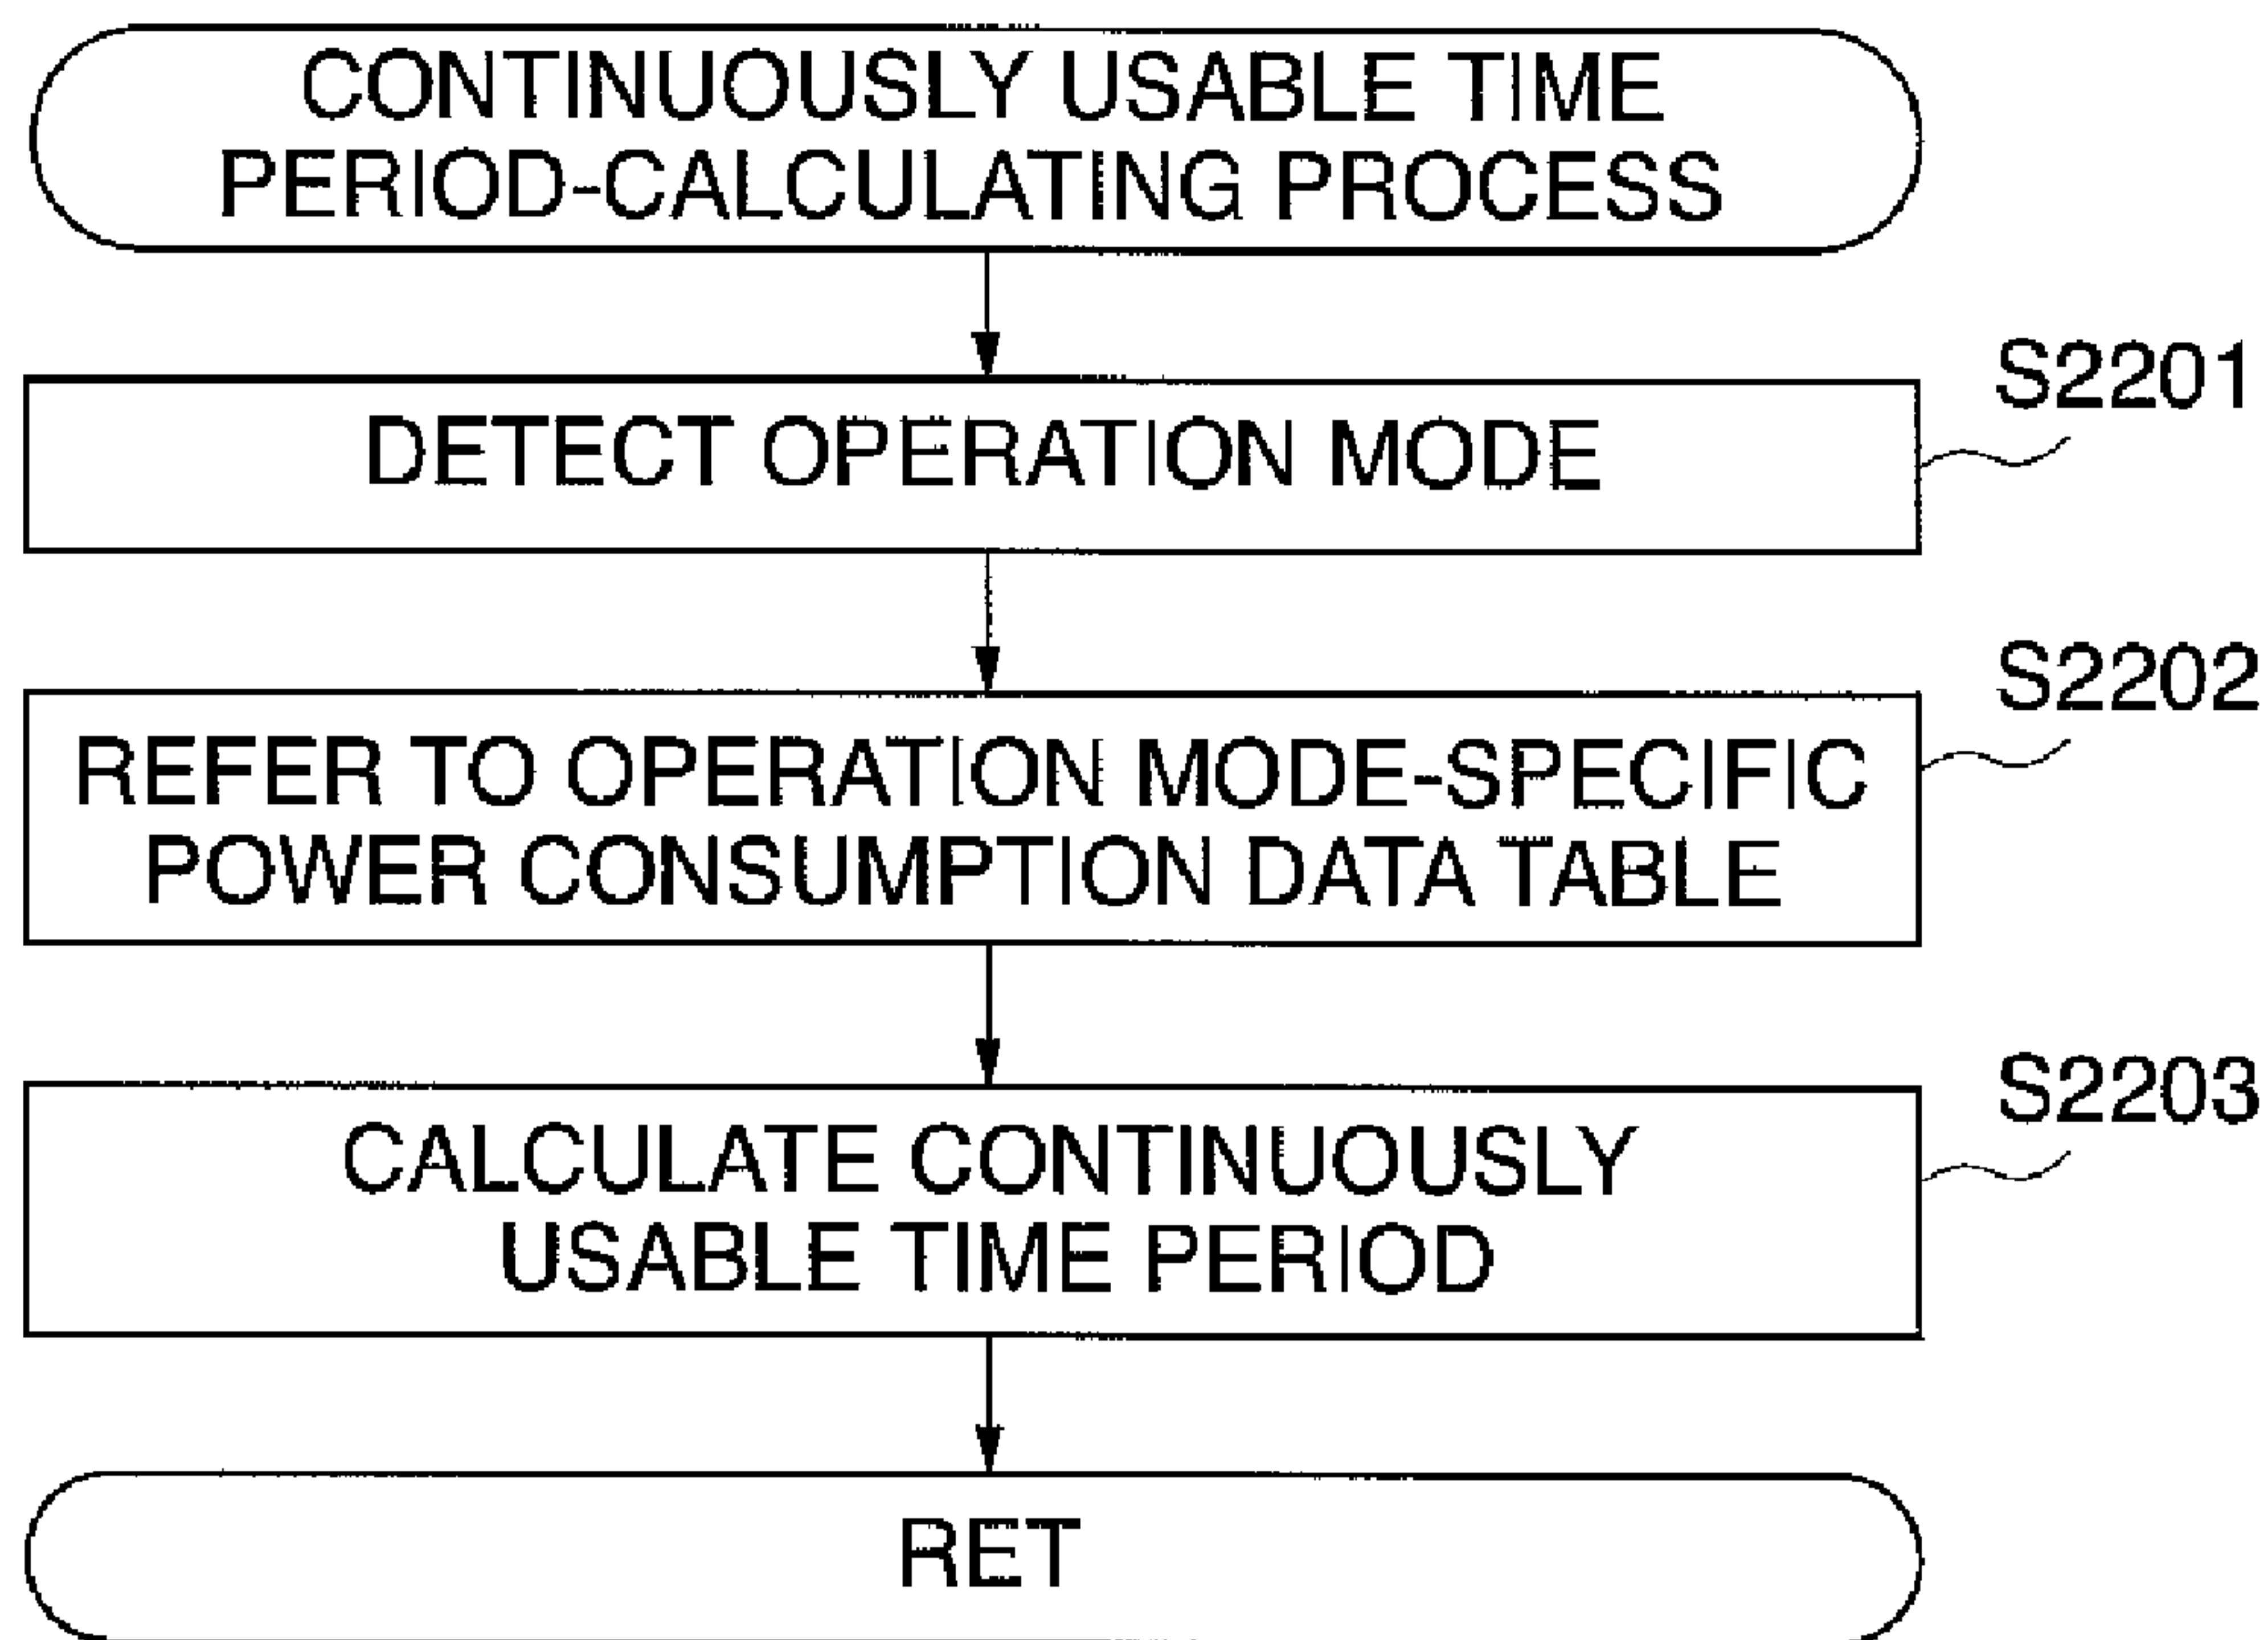 CONTINUOUSLY USABLE TIME
PERIOD-CALCULATING PROCESS
S2201
DETECT OPERATION MODE
S2202
REFER TO OPERATION MODE-SPECIFIC
POWER CONSUMPTION DATA TABLE
S2203
CALCULATE CONTINUOUSLY
USABLE TIME PERIOD
RET